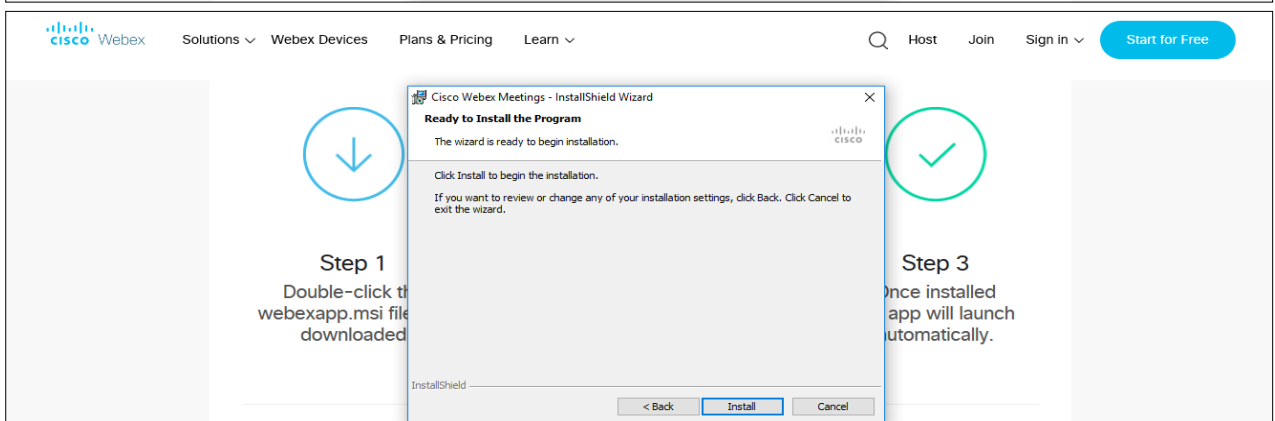 cisco Webex Solutions Webex Devices Plans & Pricing Learn Host Join Sign in Start for Free
Cisco Webex Meetings - InstallShield Wizard
Ready to Install the Program
The wizard is ready to begin installation.
CISCO
Click Install to begin the installation.
If you want to review or change any of your installation settings, click Back. Click Cancel to
exit the wizard.
InstallShield
< Back Install Cancel
Step 1
Double-click
webexapp.msi file
downloaded
Step 3
installed
app will launch